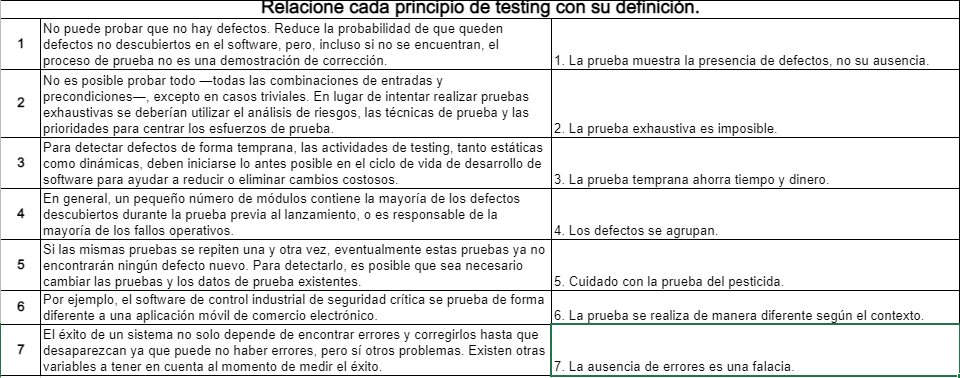 Relacione cada principio de testing con su definición.
1
No puede probar que no hay defectos. Reduce la probabilidad de que queden
defectos no descubiertos en el software, pero, incluso si no se encuentran, el
proceso de prueba no es una demostración de corrección.
1. La prueba muestra la presencia de defectos, no su ausencia.
2
No es posible probar todo —todas las combinaciones de entradas y
precondiciones—, excepto en casos triviales. En lugar de intentar realizar pruebas
exhaustivas se deberían utilizar el análisis de riesgos, las técnicas de prueba y las
prioridades para centrar los esfuerzos de prueba.
2. La prueba exhaustiva es imposible.
3
Para detectar defectos de forma temprana, las actividades de testing, tanto estáticas
como dinámicas, deben iniciarse lo antes posible en el ciclo de vida de desarrollo de
software para ayudar a reducir o eliminar cambios costosos.
3. La prueba temprana ahorra tiempo y dinero.
4
En general, un pequeño número de módulos contiene la mayoría de los defectos
descubiertos durante la prueba previa al lanzamiento, o es responsable de la
mayoría de los fallos operativos.
4. Los defectos se agrupan.
5
Si las mismas pruebas se repiten una y otra vez, eventualmente estas pruebas ya no
encontrarán ningún defecto nuevo. Para detectarlo, es posible que sea necesario
cambiar las pruebas y los datos de prueba existentes.
5. Cuidado con la prueba del pesticida.
6
Por ejemplo, el software de control industrial de seguridad crítica se prueba de forma
diferente a una aplicación móvil de comercio electrónico.
6. La prueba se realiza de manera diferente según el contexto.
7
El éxito de un sistema no solo depende de encontrar errores y corregirlos hasta que
desaparezcan ya que puede no haber errores, pero sí otros problemas. Existen otras
variables a tener en cuenta al momento de medir el éxito.
7. La ausencia de errores es una falacia.